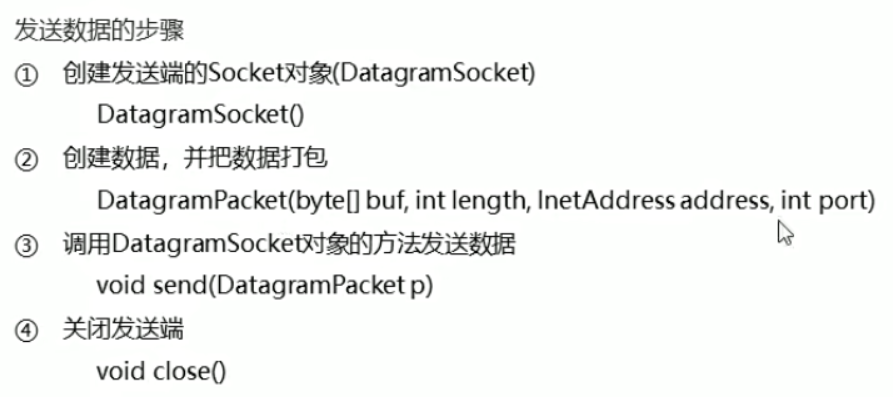 发送数据的步骤
① 创建发送端的Socket对象(DatagramSocket)
DatagramSocket()
② 创建数据，并把数据打包
DatagramPacket(byte[] buf, int length, InetAddress address, int port)
③ 调用DatagramSocket对象的方法发送数据
void send(DatagramPacket p)
④ 关闭发送端
void close()